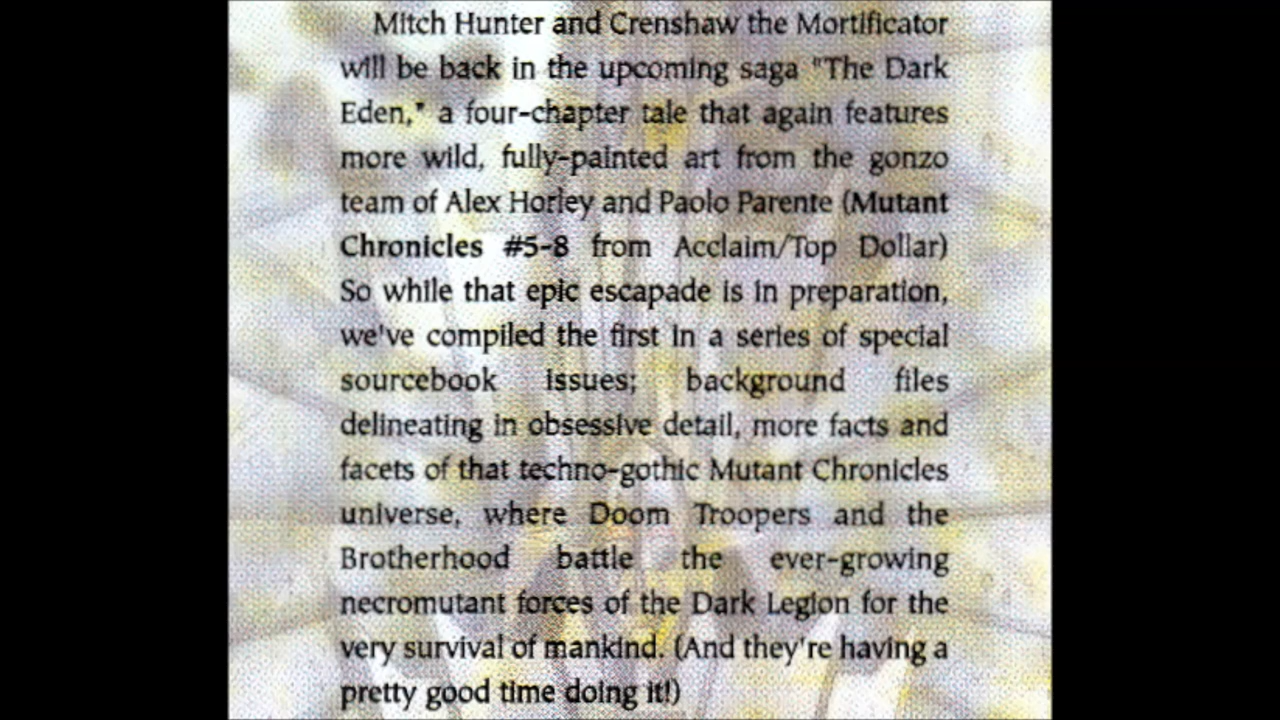 Mitch Hunter and Crenshaw the Mortificator
will be back in the upcoming saga "The Dark
Eden," a four-chapter tale that again features
more wild, fully-painted art from the gonzo
team of Alex Horley and Paolo Parente (Mutant
Chronicles #5-8 from Acclaim/Top Dollar)
So while that epic escapade is in preparation,
we've compiled the first in a series of special
sourcebook issues; background files
delineating in obsessive detail, more facts and
facets of that techno-gothic Mutant Chronicles
universe, where Doom Troopers and the
Brotherhood battle the ever-growing
necromutant forces of the Dark Legion for the
very survival of mankind. (And they're having a
pretty good time doing it!)